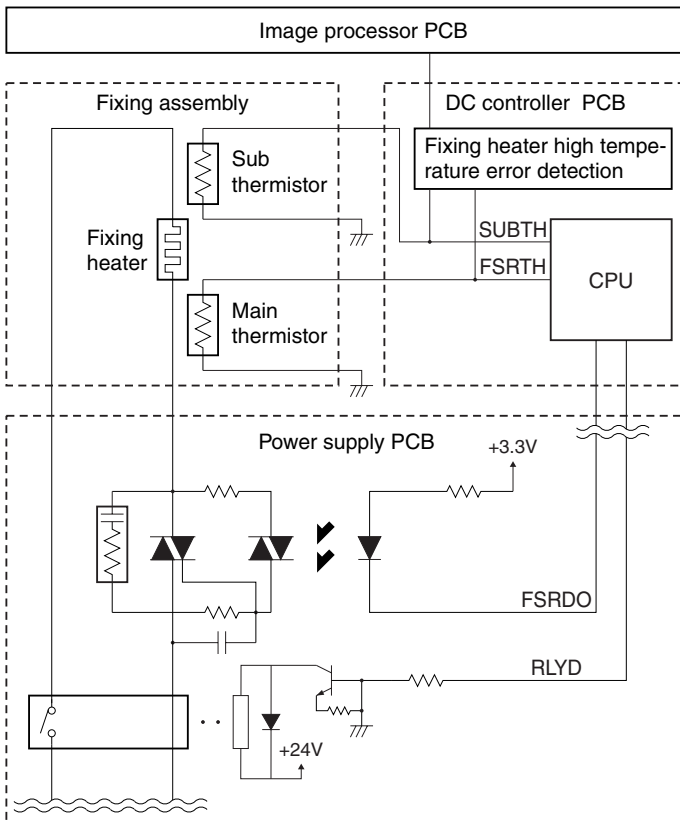 Image processor PCB
Fixing assembly
DC controller PCB
Sub
thermistor
Fixing heater high tempe-
rature error detection
Fixing
heater
SUBTH
FSRTH
CPU
Main
thermistor
Power supply PCB
+3.3V
FSRDO
RLYD
+24V